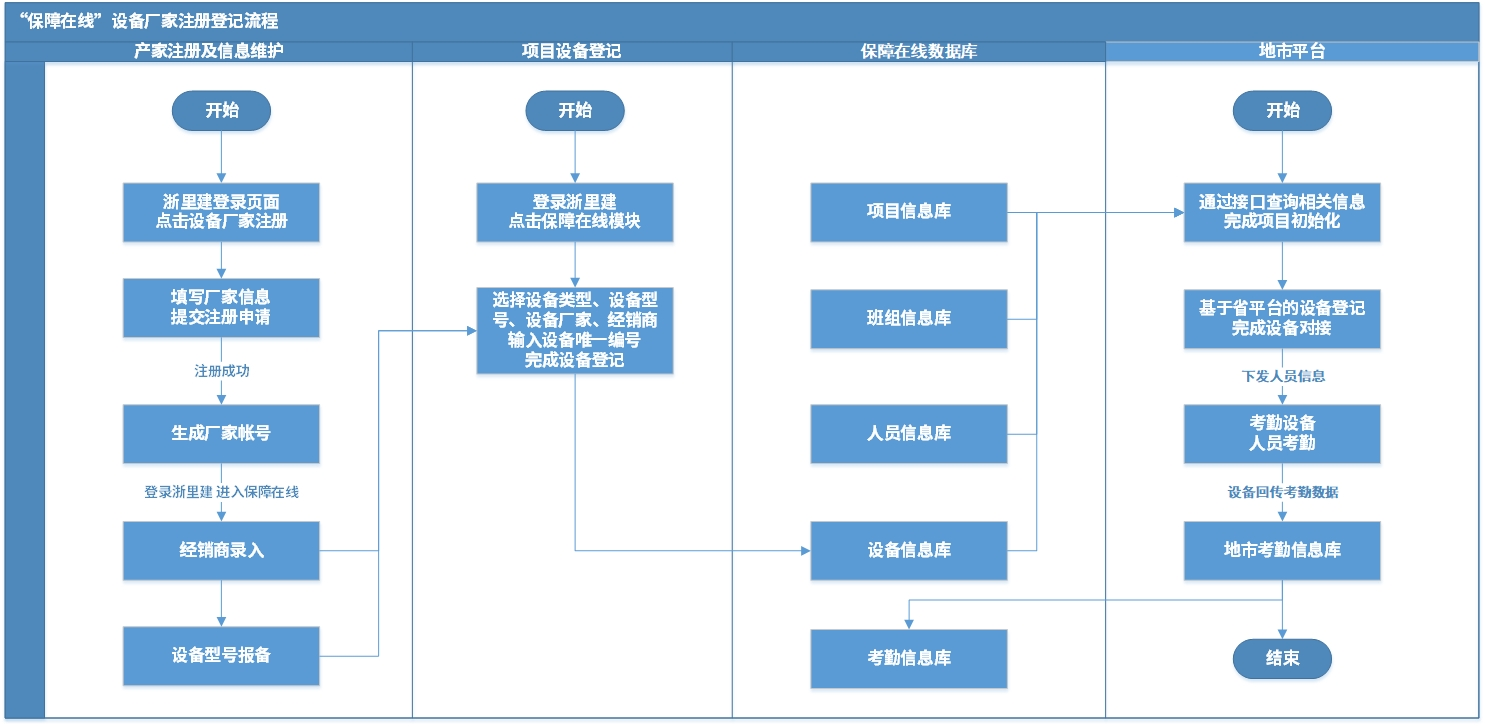 “保障在线”设备厂家注册登记流程
产家注册及信息维护
项目设备登记
保障在线数据库
地市平台
开始
浙里建登录页面
点击设备厂家注册
填写厂家信息
提交注册申请
注册成功
生成厂家帐号
登录浙里建 进入保障在线
经销商录入
设备型号报备
开始
登录浙里建
点击保障在线模块
选择设备类型、设备型
号、设备厂家、经销商
输入设备唯一编号
完成设备登记
项目信息库
班组信息库
人员信息库
设备信息库
考勤信息库
开始
通过接口查询相关信息
完成项目初始化
基于省平台的设备登记
完成设备对接
下发人员信息
考勤设备
人员考勤
设备回传考勤数据
地市考勤信息库
结束